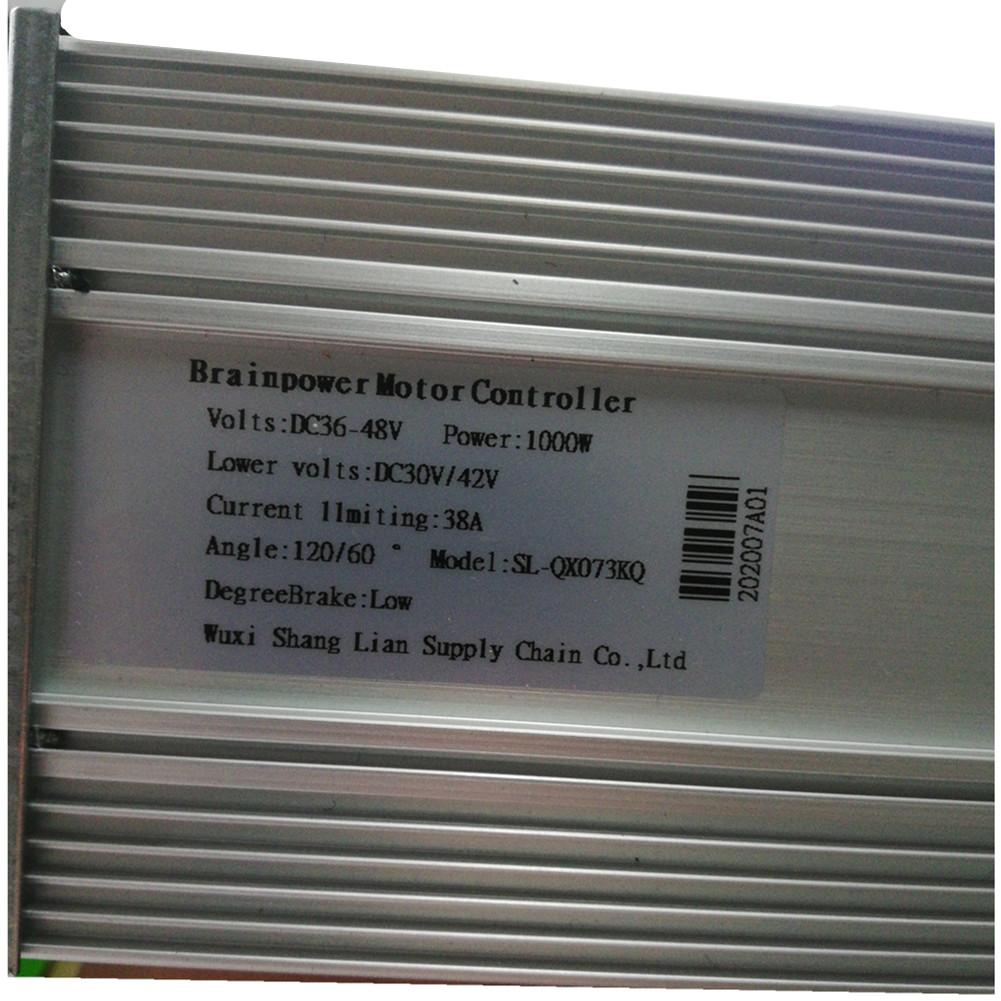 Brainpower Motor Controller
Volts:DC36-48V Power:1000W
Lower volts:DC30V/42V
Current llmiting:38A
Angle:120/60 ° Model:SL-QX073KQ
DegreeBrake:Low
Wuxi Shang Lian Supply Chain Co.,Ltd
202007A01